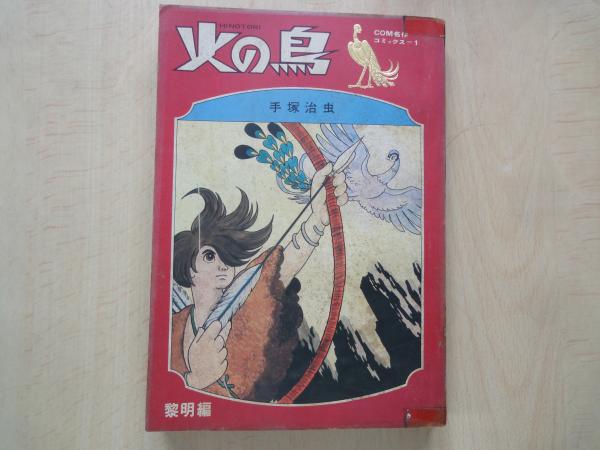 HINOTORI
火の鳥
COM名作
コミックス－1
手塚治虫
黎明編